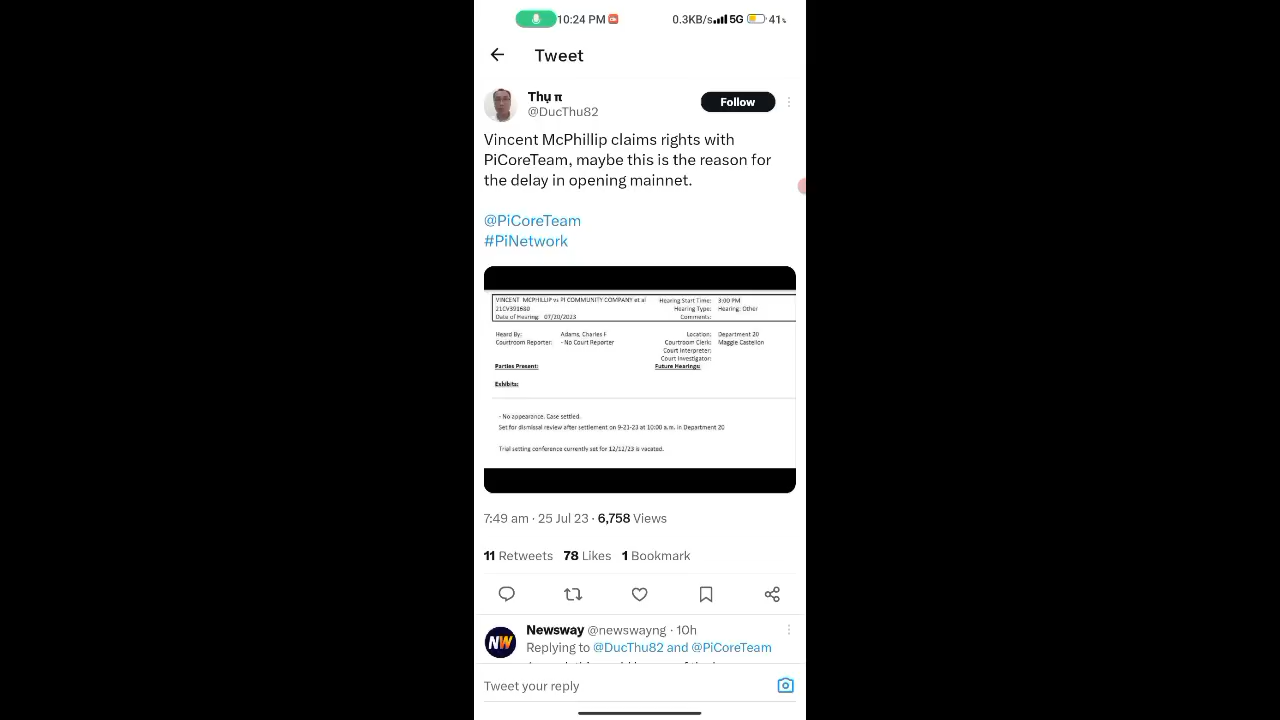 10:24 PM
0.3KB/s 5G 41%
Tweet
Thụ π
@DucThu82
Follow
Vincent McPhillip claims rights with
PiCoreTeam, maybe this is the reason for
the delay in opening mainnet.
@PiCoreTeam
#PiNetwork
VINCENT MCPHILLIP vs PI COMMUNITY COMPANY et al
21CV391680
Date of Hearing: 07/20/2023
Hearing Start Time: 3:00 PM
Hearing Type: Hearing: Other
Comments:
Heard By: Adams, Charles F
Courtroom Reporter: - No Court Reporter
Location: Department 20
Courtroom Clerk: Maggie Castellon
Court Interpreter:
Court Investigator:
Parties Present:
Future Hearings:
Exhibits:
- No appearance. Case settled.
Set for dismissal review after settlement on 9-21-23 at 10:00 a.m. in Department 20
Trial setting conference currently set for 12/12/23 is vacated.
7:49 am · 25 Jul 23 · 6,758 Views
11 Retweets 78 Likes 1 Bookmark
NW
Newsway @newswayng · 10h
Replying to @DucThu82 and @PiCoreTeam
Tweet your reply